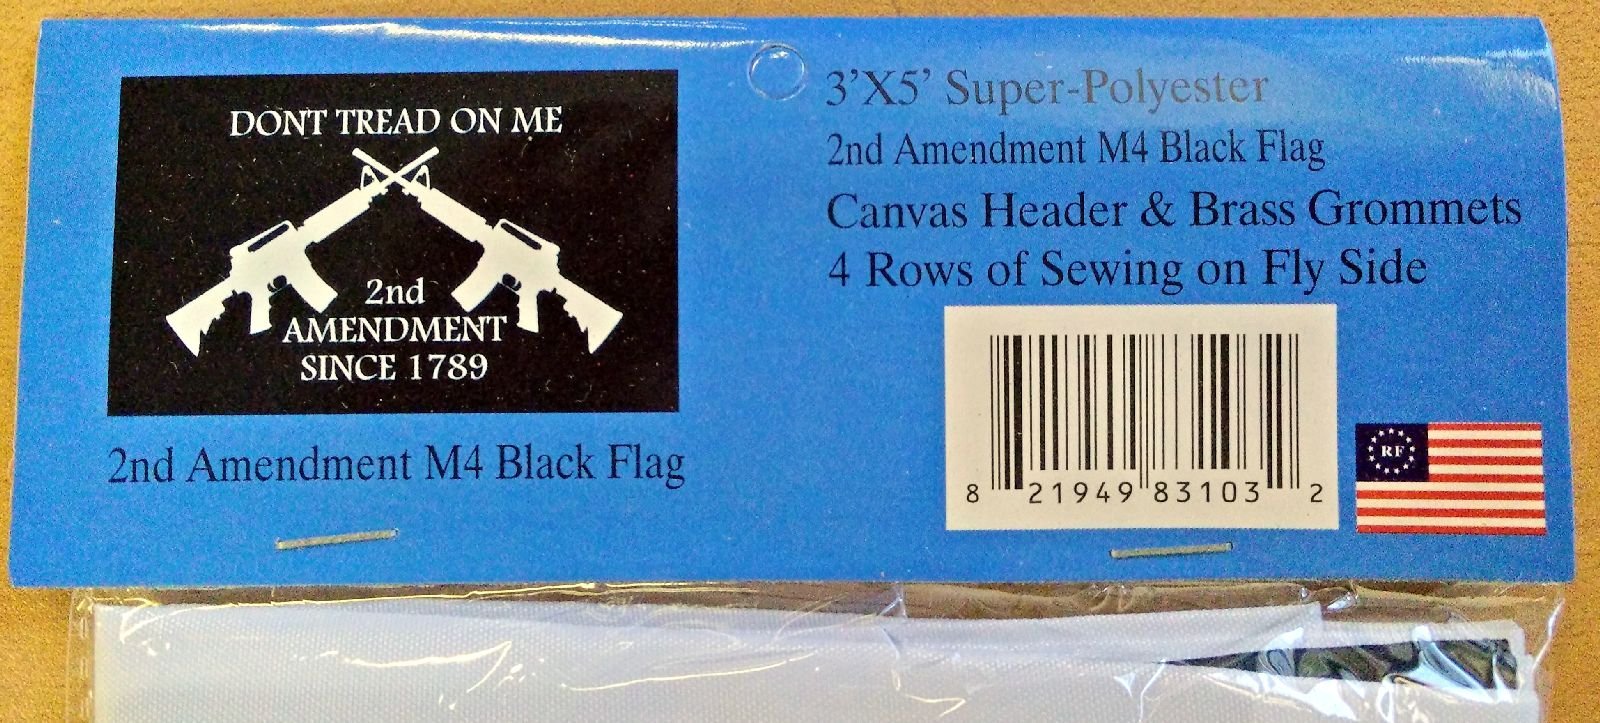 DONT TREAD ON ME
2nd
AMENDMENT
SINCE 1789
2nd Amendment M4 Black Flag
3'X5' Super-Polyester
2nd Amendment M4 Black Flag
Canvas Header & Brass Grommets
4 Rows of Sewing on Fly Side
8 21949 83103 2
RF